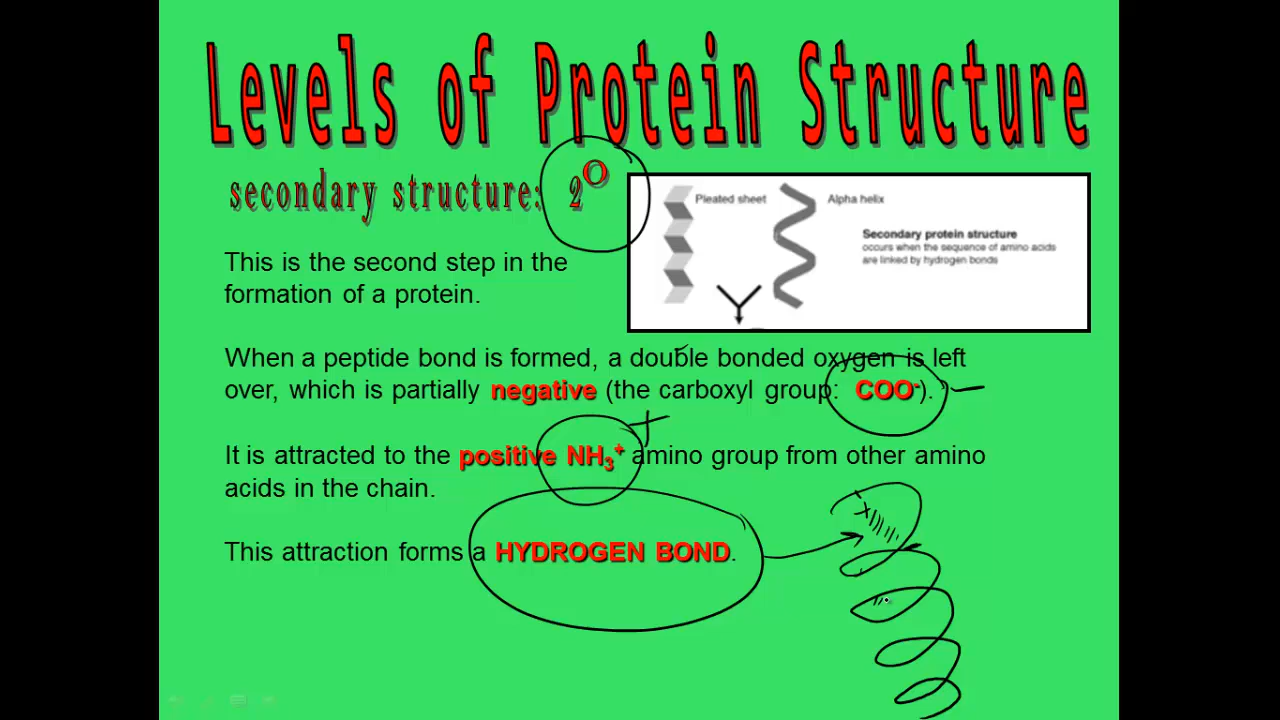 Levels of Protein Structure
secondary structure: 2O
Pleated sheet
Alpha helix
Secondary protein structure
occurs when the sequence of amino acids
are linked by hydrogen bonds
This is the second step in the
formation of a protein.
When a peptide bond is formed, a double bonded oxygen is left
over, which is partially negative (the carboxyl group: COO-).
It is attracted to the positive NH3+ amino group from other amino
acids in the chain.
This attraction forms a HYDROGEN BOND.